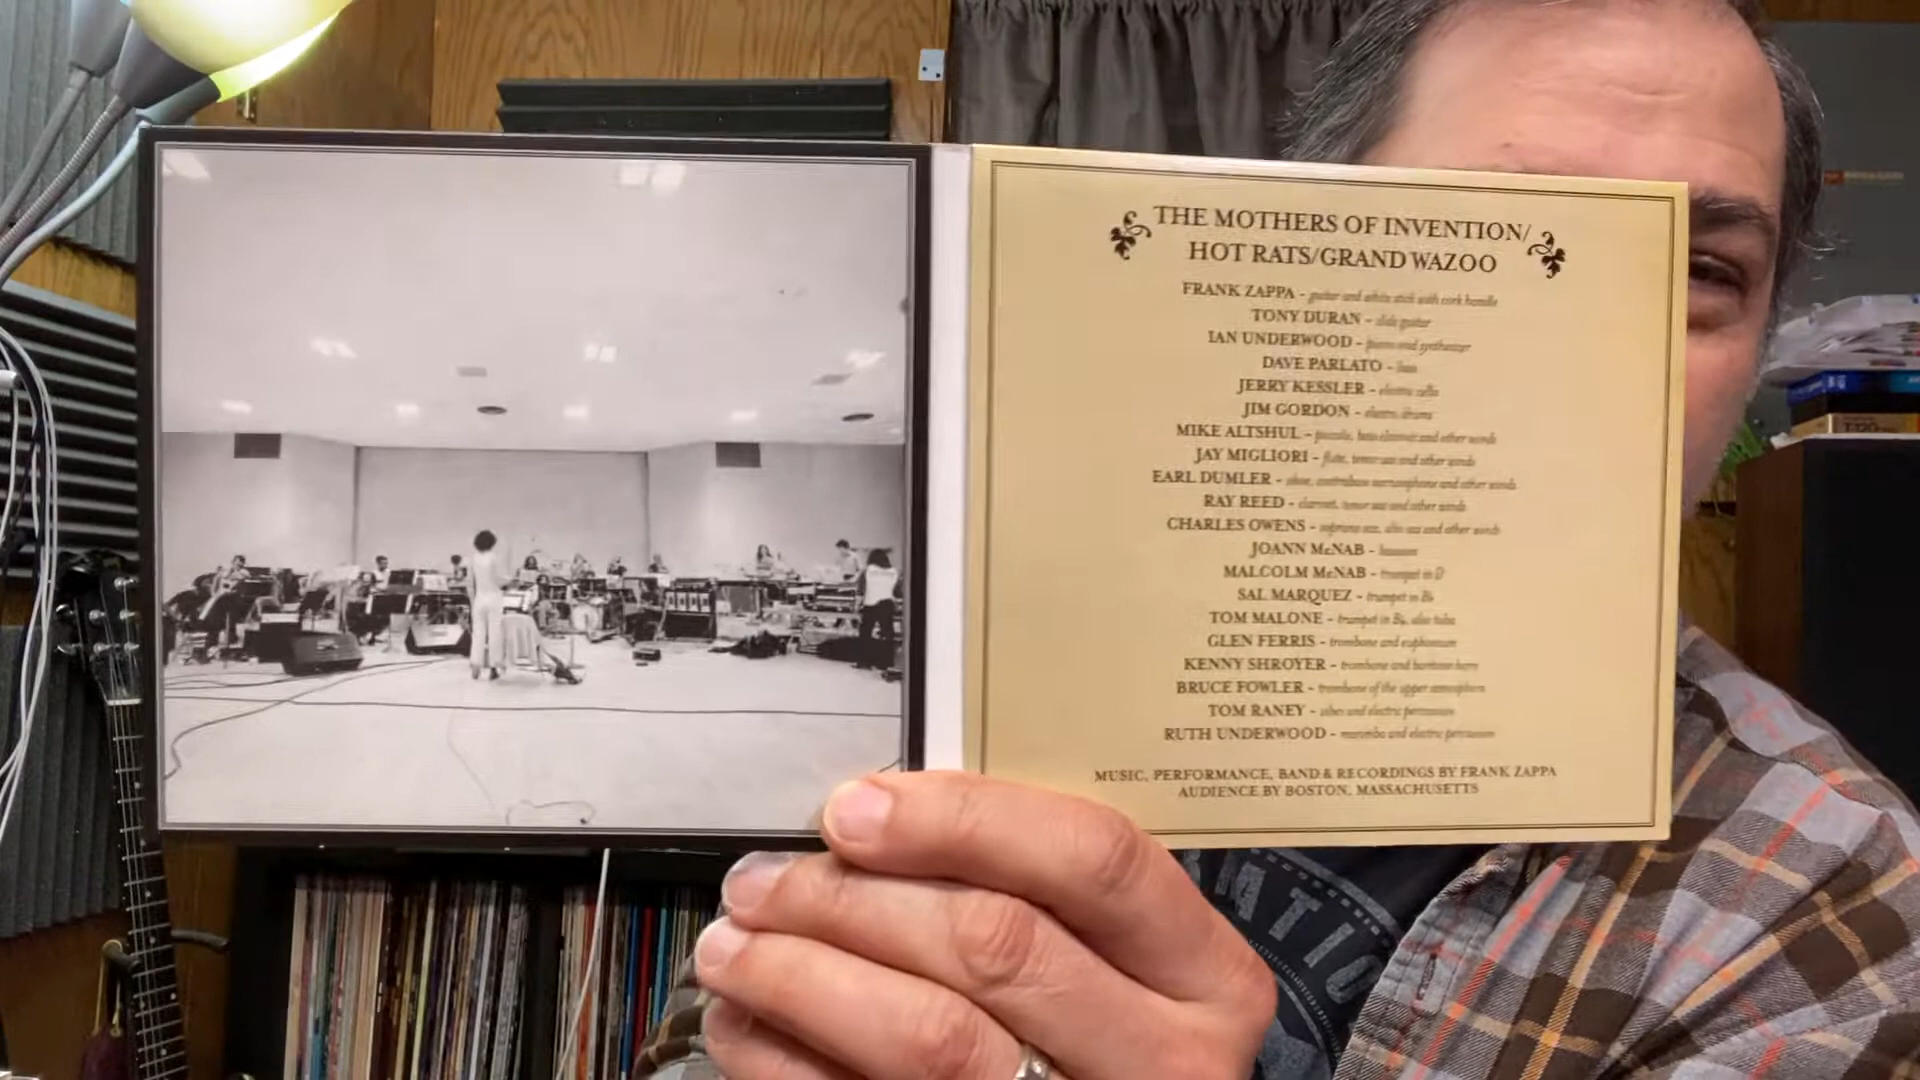 THE MOTHERS OF INVENTION/
HOT RATS/GRAND WAZOO
FRANK ZAPPA - guitar and white stick with cork handle
TONY DURAN - slide guitar
IAN UNDERWOOD - piano and synthesizer
DAVE PARLATO - bass
JERRY KESSLER - electric cello
JIM GORDON - electric drums
MIKE ALTSHUL - piccolo, bass clarinet and other winds
JAY MIGLIORI - flute, tenor sax and other winds
EARL DUMLER - oboe, contrabass sarrusophone and other winds
RAY REED - clarinet, tenor sax and other winds
CHARLES OWENS - soprano sax, alto sax and other winds
JOANN McNAB - bassoon
MALCOLM McNAB - trumpet in D
SAL MARQUEZ - trumpet in Bb
TOM MALONE - trumpet in Bb, also tuba
GLEN FERRIS - trombone and euphonium
KENNY SHROYER - trombone and baritone horn
BRUCE FOWLER - trombone of the upper atmosphere
TOM RANEY - vibes and electric percussion
RUTH UNDERWOOD - marimba and electric percussion
MUSIC, PERFORMANCE, BAND & RECORDINGS BY FRANK ZAPPA
AUDIENCE BY BOSTON, MASSACHUSETTS
T-120